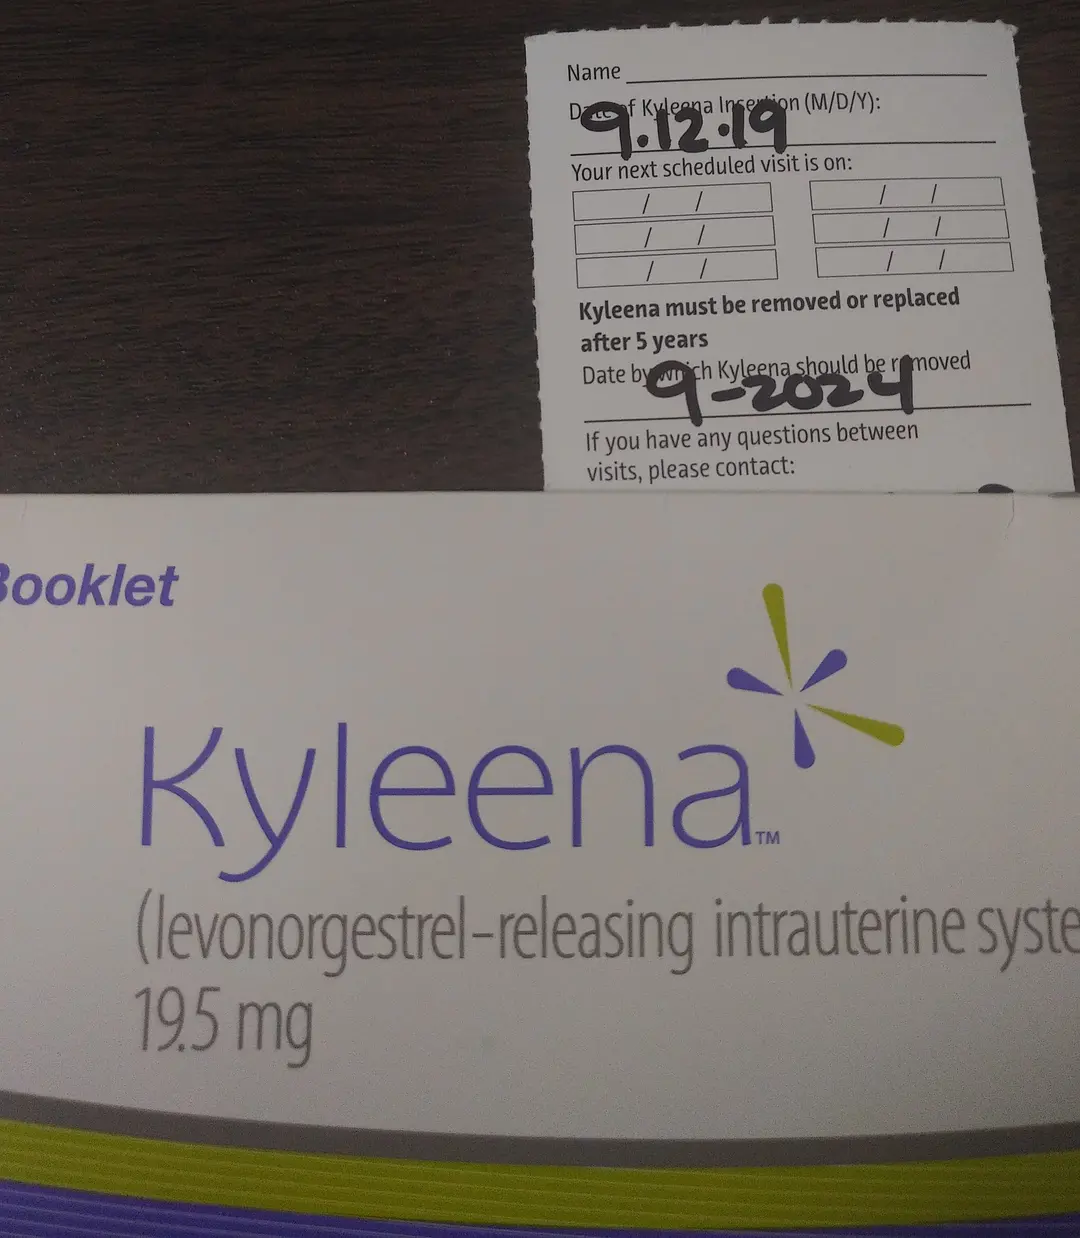 Name
Date of Kyleena Insertion (M/D/Y):
9.12.19
Your next scheduled visit is on:
/ / / /
/ / / /
/ / / /
Kyleena must be removed or replaced
after 5 years
Date by which Kyleena should be removed
9-2024
If you have any questions between
visits, please contact:
Booklet
Kyleena™
(levonorgestrel-releasing intrauterine syste
19.5 mg